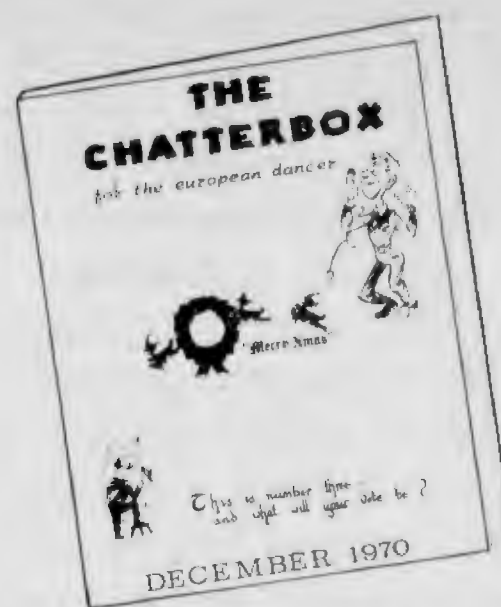 THE
CHATTERBOX
for the european dancer
Merry Xmas
This is number three
and what will your vote be?
DECEMBER 1970